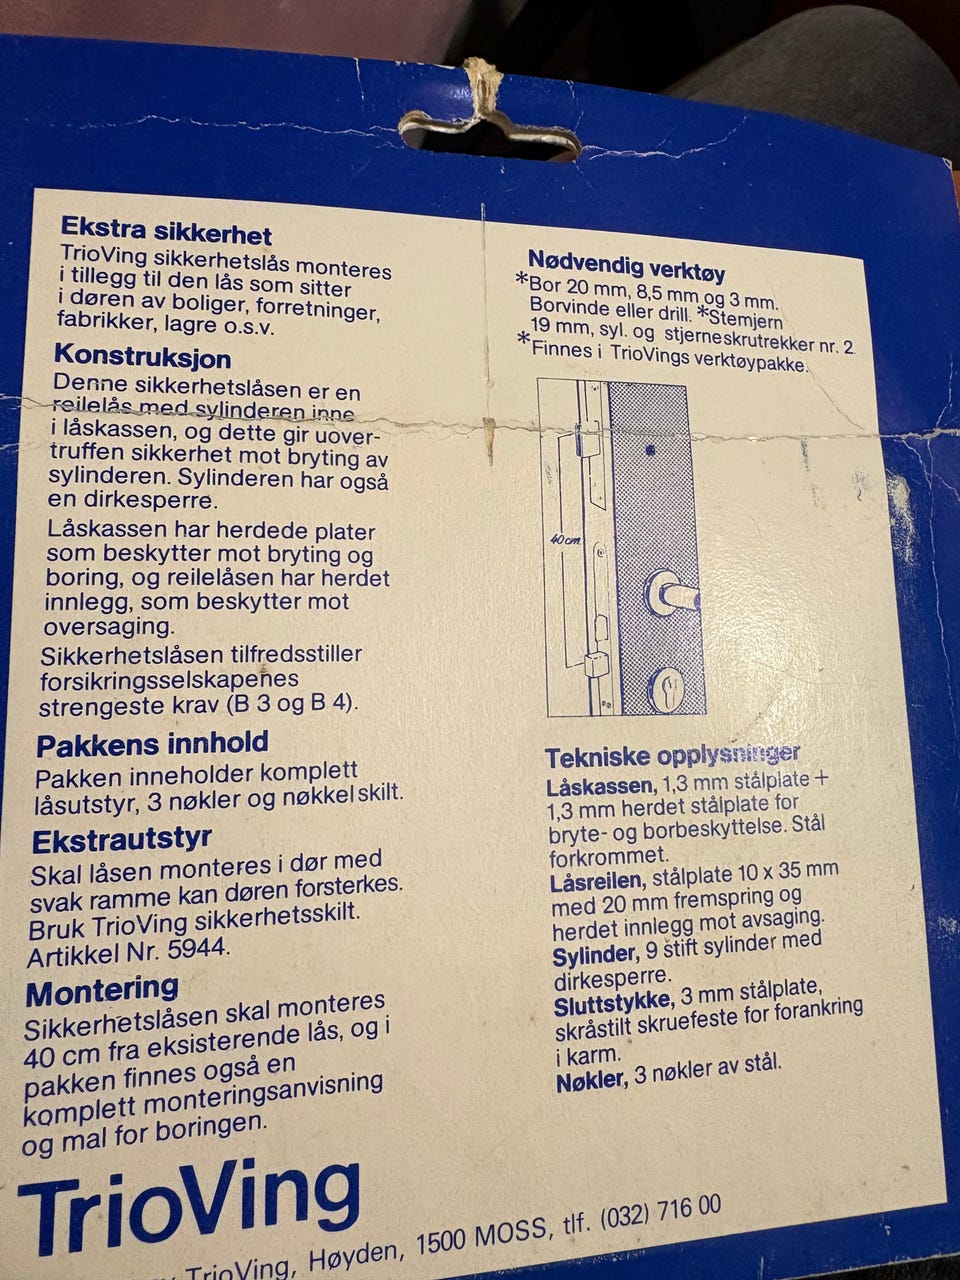 Ekstra sikkerhet
TrioVing sikkerhetslås monteres
i tillegg til den lås som sitter
i døren av boliger, forretninger,
fabrikker, lagre o.s.v.
Konstruksjon
Denne sikkerhetslåsen er en
reilelås med sylinderen inne
i låskassen, og dette gir uover-
truffen sikkerhet mot bryting av
sylinderen. Sylinderen har også
en dirkesperre.
Låskassen har herdede plater
som beskytter mot bryting og
boring, og reilelåsen har herdet
innlegg, som beskytter mot
oversaging.
Sikkerhetslåsen tilfredsstiller
forsikringsselskapenes
strengeste krav (B 3 og B 4).
Pakkens innhold
Pakken inneholder komplett
låsutstyr, 3 nøkler og nøkkelskilt.
Ekstrautstyr
Skal låsen monteres i dør med
svak ramme kan døren forsterkes.
Bruk TrioVing sikkerhetsskilt.
Artikkel Nr. 5944.
Montering
Sikkerhetslåsen skal monteres
40 cm fra eksisterende lås, og i
pakken finnes også en
komplett monteringsanvisning
og mal for boringen.
Nødvendig verktøy
*Bor 20 mm, 8,5 mm og 3 mm.
Borvinde eller drill. *Stemjern
19 mm, syl. og stjerneskrutrekker nr. 2
*Finnes i TrioVings verktøypakke.
40 cm.
Tekniske opplysninger
Låskassen, 1,3 mm stålplate +
1,3 mm herdet stålplate for
bryte- og borbeskyttelse. Stål
forkrommet.
Låsreilen, stålplate 10 x 35 mm
med 20 mm fremspring og
herdet innlegg mot avsaging.
Sylinder, 9 stift sylinder med
dirkesperre.
Sluttstykke, 3 mm stålplate,
skråstilt skruefeste for forankring
i karm.
Nøkler, 3 nøkler av stål.
TrioVing
TrioVing, Høyden, 1500 MOSS, tlf. (032) 716 00